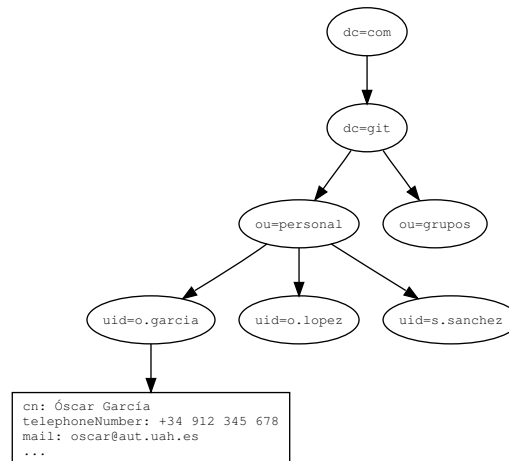 dc=com
dc=git
ou=personal
ou=grupos
uid=o.garcia
uid=o.lopez
uid=s.sanchez
cn: Óscar García
telephoneNumber: +34 912 345 678
mail: oscar@aut.uah.es
...